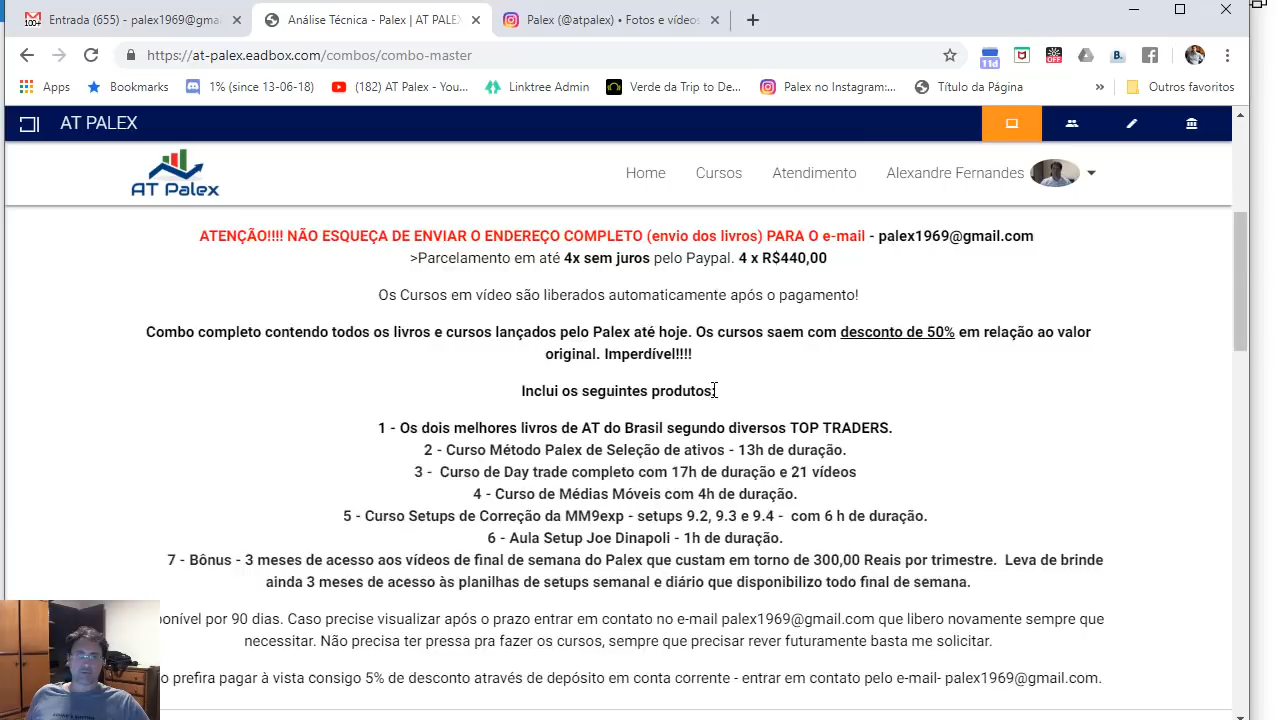 Entrada (655) - palex1969@gma
Análise Técnica - Palex | AT PALE
Palex (@atpalex) • Fotos e vídeos
100+
https://at-palex.eadbox.com/combos/combo-master
11d
OFF
B.
Apps
Bookmarks
1% (since 13-06-18)
(182) AT Palex - You...
Linktree Admin
Verde da Trip to De...
Palex no Instagram:...
Título da Página
»
Outros favoritos
AT PALEX
AT Palex
Home
Cursos
Atendimento
Alexandre Fernandes
ATENÇÃO!!!! NÃO ESQUEÇA DE ENVIAR O ENDEREÇO COMPLETO (envio dos livros) PARA O e-mail - palex1969@gmail.com
>Parcelamento em até 4x sem juros pelo Paypal. 4 x R$440,00
Os Cursos em vídeo são liberados automaticamente após o pagamento!
Combo completo contendo todos os livros e cursos lançados pelo Palex até hoje. Os cursos saem com desconto de 50% em relação ao valor
original. Imperdível!!!!
Inclui os seguintes produtos:
1 - Os dois melhores livros de AT do Brasil segundo diversos TOP TRADERS.
2 - Curso Método Palex de Seleção de ativos - 13h de duração.
3 - Curso de Day trade completo com 17h de duração e 21 vídeos
4 - Curso de Médias Móveis com 4h de duração.
5 - Curso Setups de Correção da MM9exp - setups 9.2, 9.3 e 9.4 - com 6 h de duração.
6 - Aula Setup Joe Dinapoli - 1h de duração.
7 - Bônus - 3 meses de acesso aos vídeos de final de semana do Palex que custam em torno de 300,00 Reais por trimestre. Leva de brinde
ainda 3 meses de acesso às planilhas de setups semanal e diário que disponibilizo todo final de semana.
ponível por 90 dias. Caso precise visualizar após o prazo entrar em contato no e-mail palex1969@gmail.com que libero novamente sempre que
necessitar. Não precisa ter pressa pra fazer os cursos, sempre que precisar rever futuramente basta me solicitar.
o prefira pagar à vista consigo 5% de desconto através de depósito em conta corrente - entrar em contato pelo e-mail- palex1969@gmail.com.